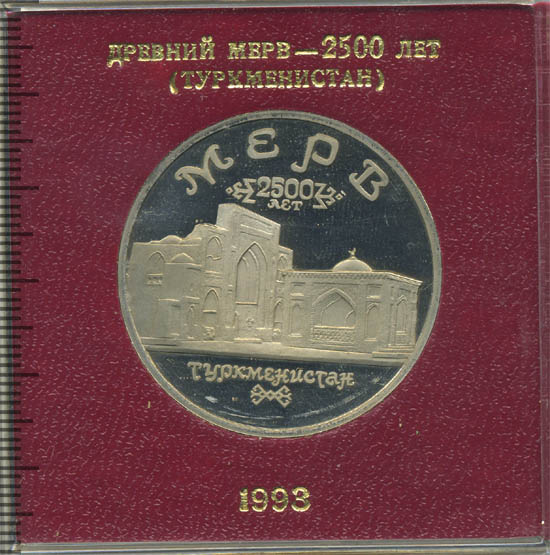 ДРЕВНИЙ МЕРВ — 2500 ЛЕТ
(ТУРКМЕНИСТАН)
МЕРВ
2500
ЛЕТ
ТУРКМЕНИСТАН
1993